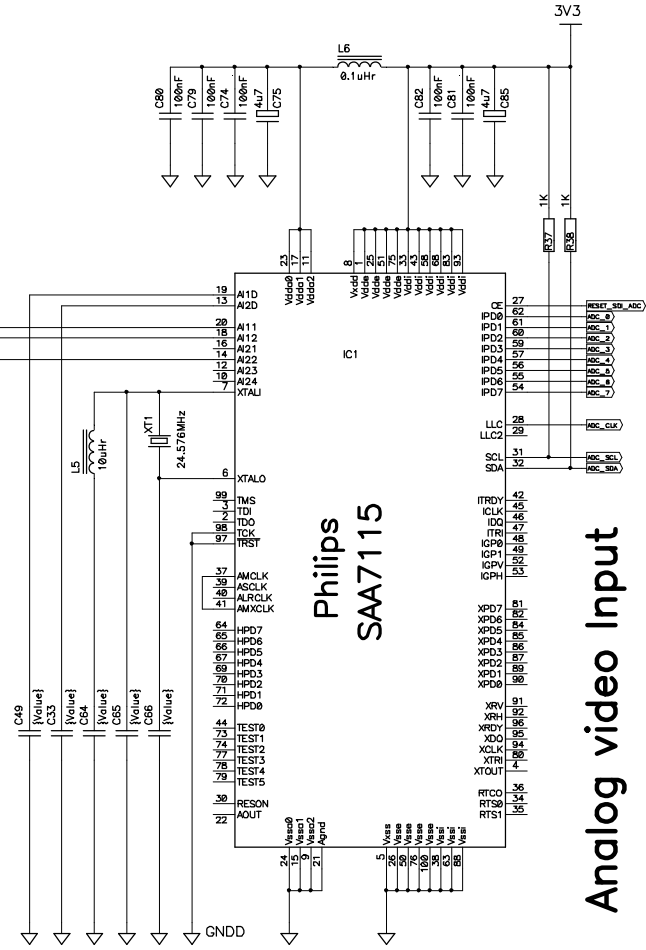 3V3
L6
0.1uHr
C80 100nF
C79 100nF
C74 100nF
4u7 C75
C82 100nF
C81 100nF
4u7 C85
1K
R37
1K
R38
23 17 11
Vdda0 Vdda1 Vdda2
8 1 25 51 75 33 43 58 68 83 93
Vxdd Vdde Vdde Vdde Vdde Vddi Vddi Vddi Vddi Vddi Vddi
IC1
Philips
SAA7115
19 AI1D
13 AI2D
20 AI11
18 AI12
16 AI21
14 AI22
12 AI23
10 AI24
7 XTALI
6 XTALO
99 TMS
3 TDI
2 TDO
98 TCK
97 TRST
37 AMCLK
39 ASCLK
40 ALRCLK
41 AMXCLK
64 HPD7
65 HPD6
66 HPD5
67 HPD4
69 HPD3
70 HPD2
71 HPD1
72 HPD0
44 TEST0
73 TEST1
74 TEST2
77 TEST3
78 TEST4
79 TEST5
30 RESON
22 AOUT
CE 27 RESET_SDI_ADC
IPD0 62 ADC_0
IPD1 61 ADC_1
IPD2 60 ADC_2
IPD3 59 ADC_3
IPD4 57 ADC_4
IPD5 56 ADC_5
IPD6 55 ADC_6
IPD7 54 ADC_7
LLC 28 ADC_CLK
LLC2 29
SCL 31 ADC_SCL
SDA 32 ADC_SDA
ITRDY 42
ICLK 45
IDQ 46
ITRI 47
IGP0 48
IGP1 49
IGPV 52
IGPH 53
XPD7 81
XPD6 82
XPD5 84
XPD4 85
XPD3 86
XPD2 87
XPD1 89
XPD0 90
XRV 91
XRH 92
XRDY 96
XDQ 95
XCLK 94
XTRI 80
XTOUT 4
RTCO 36
RTS0 34
RTS1 35
Vssa0 Vssa1 Vssa2 Agnd
24 15 9 21
Vxss Vsse Vsse Vsse Vsse Vssi Vssi Vssi
5 26 50 76 100 38 63 88
L5
10uHr
XT1
24.576MHz
C49 {Value}
C33 {Value}
C64 {Value}
C65 {Value}
C66 {Value}
GNDD
Analog video Input